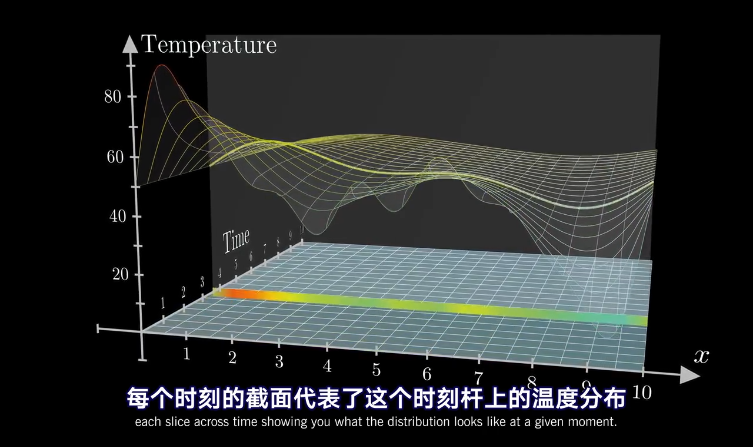 Temperature
80
60
40
20
Time
1 2 3 4 5 6 7 8 9
x
1 2 3 4 5 6 7 8 9 10
每个时刻的截面代表了这个时刻杆上的温度分布
each slice across time showing you what the distribution looks like at a given moment.